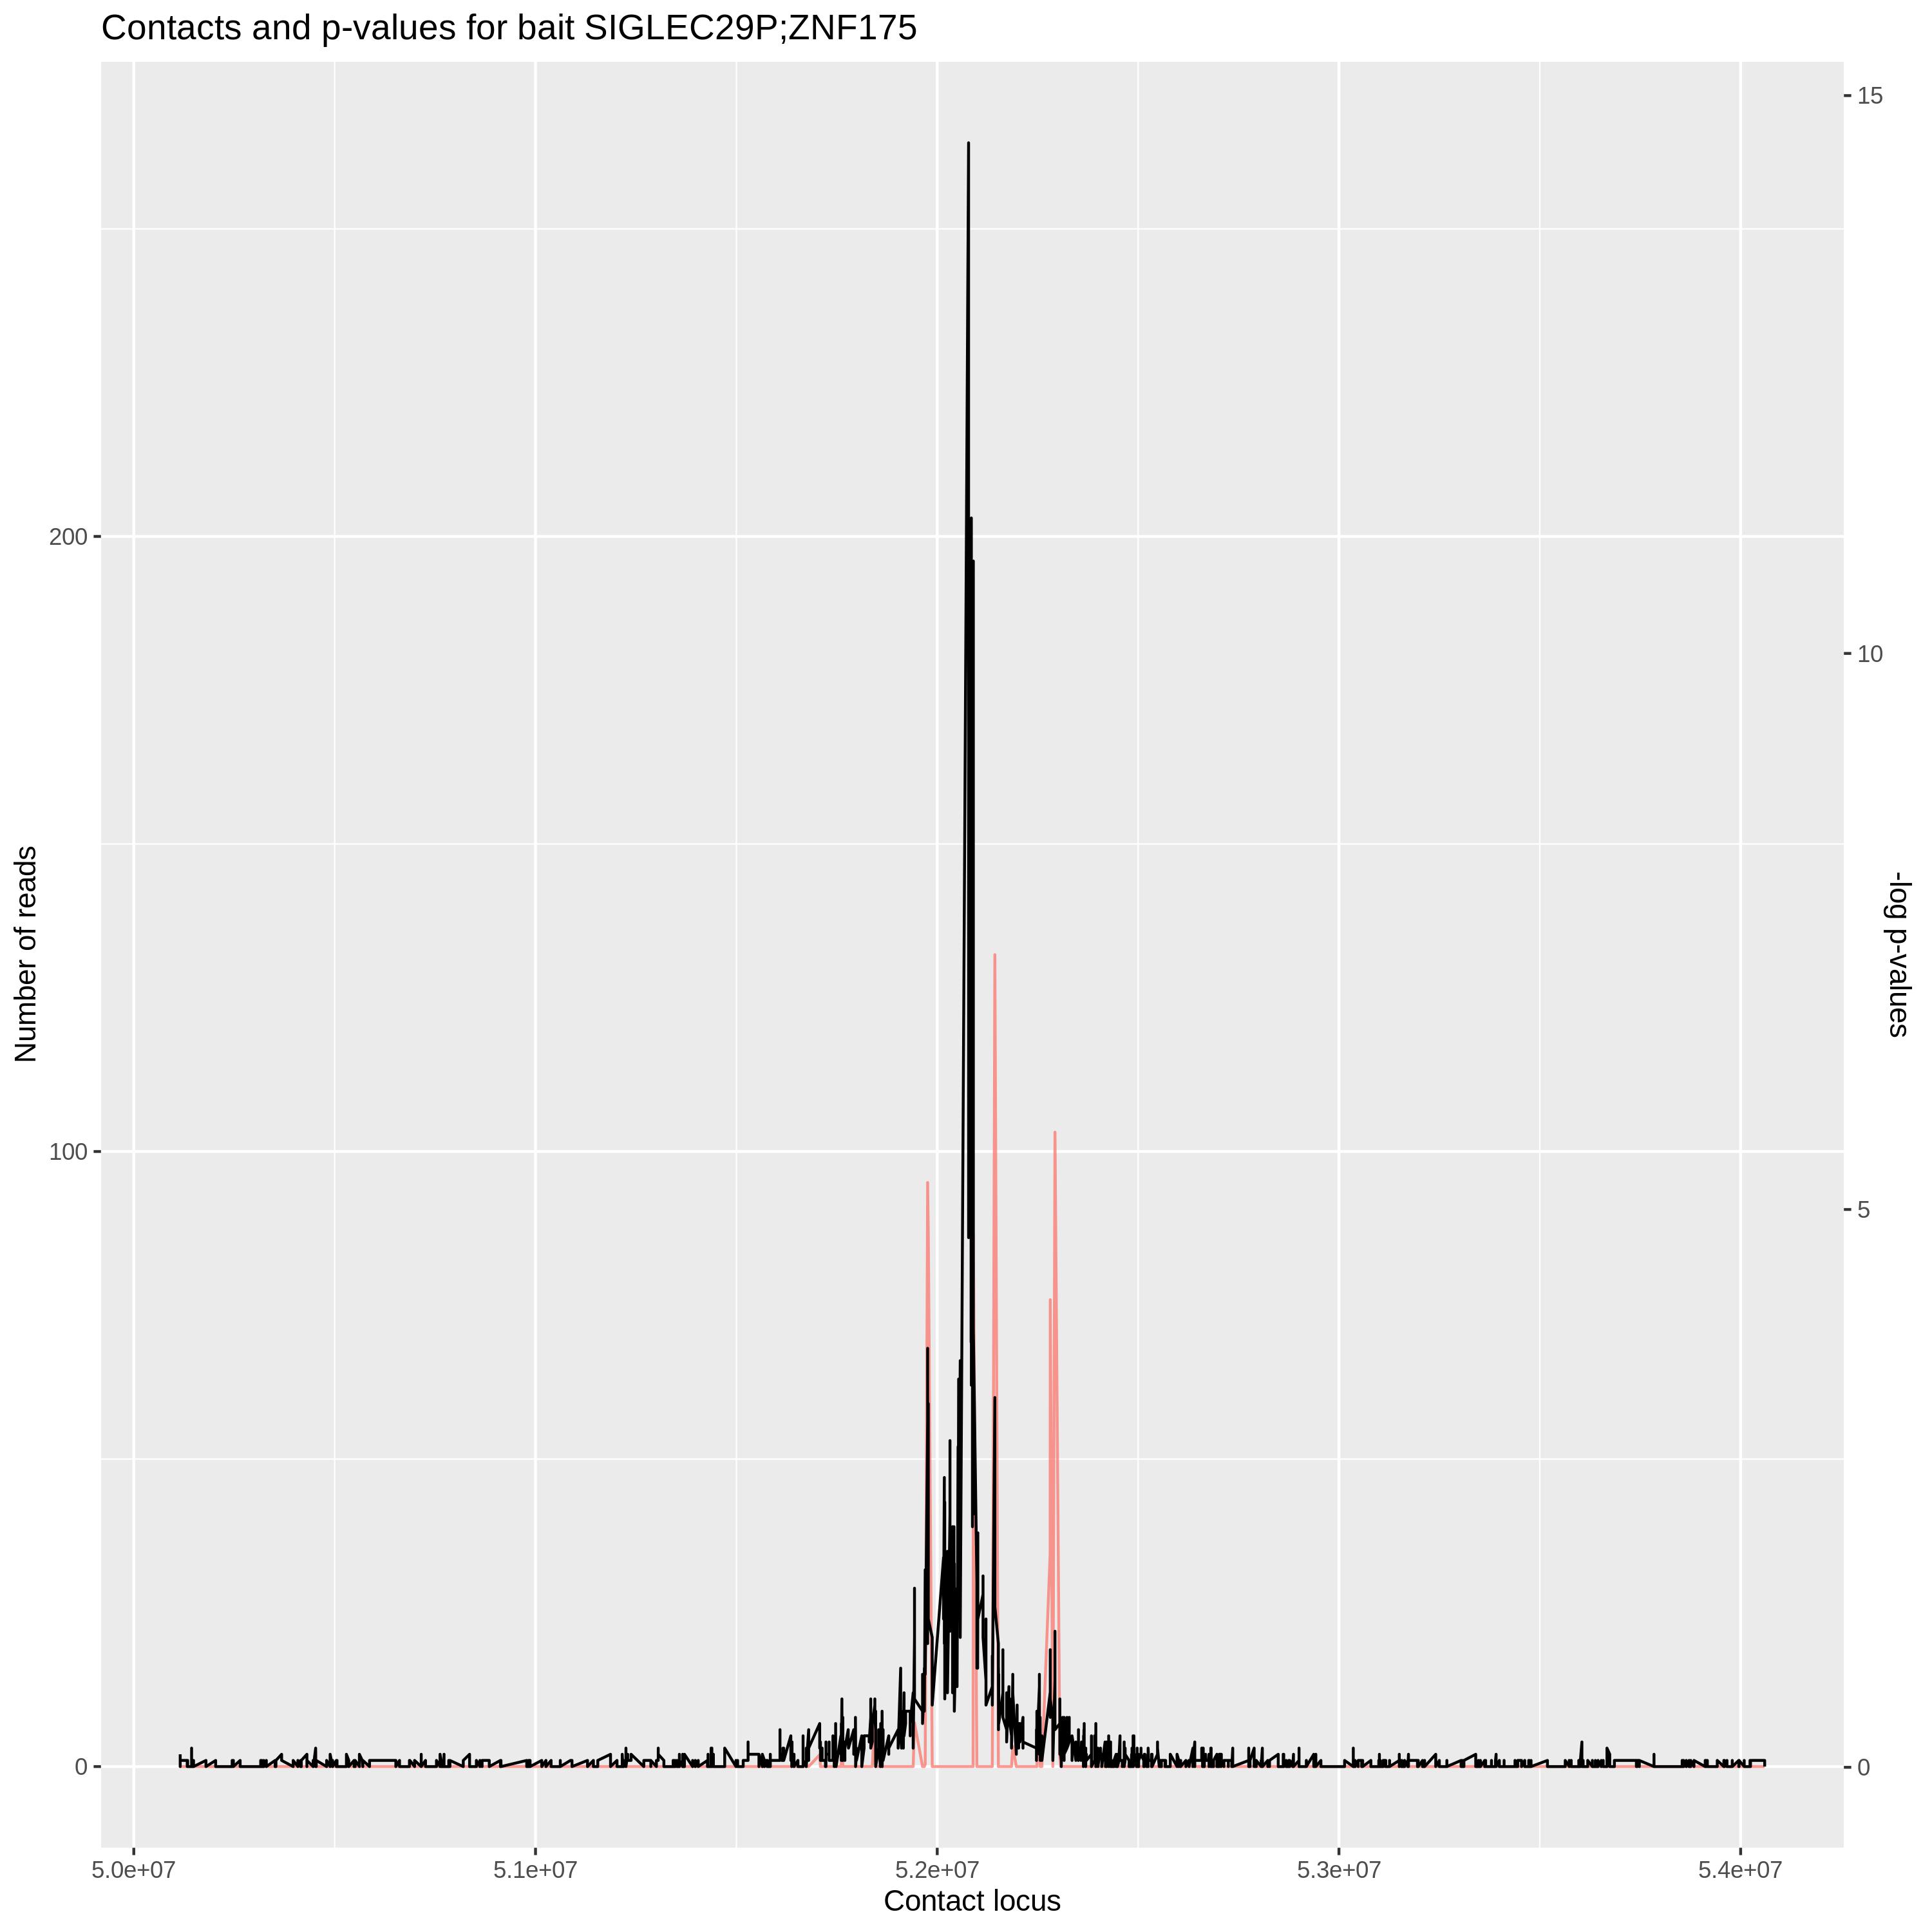 Contacts and p-values for bait SIGLEC29P;ZNF175
15
200
10
Number of reads
-log p-values
100
5
0
0
5.0e+07
5.1e+07
5.2e+07
5.3e+07
5.4e+07
Contact locus